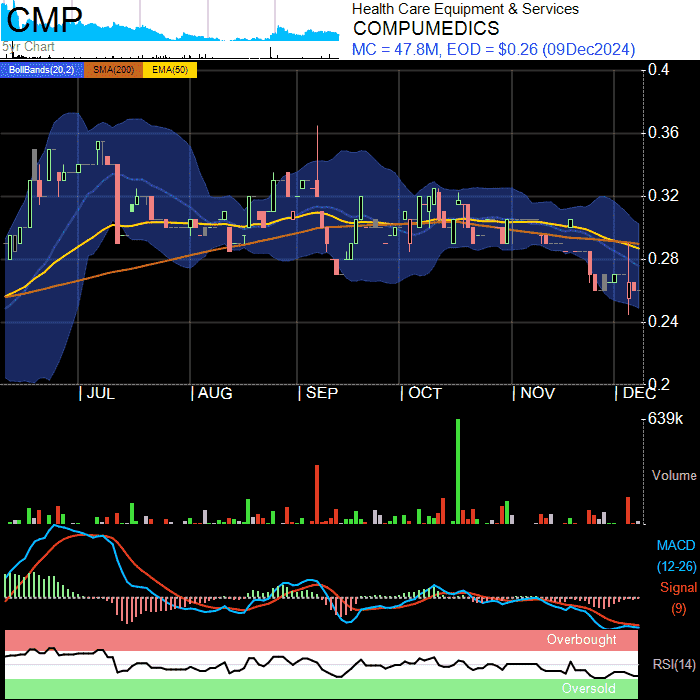 CMP
5yr Chart
Health Care Equipment & Services
COMPUMEDICS
MC = 47.8M, EOD = $0.26 (09Dec2024)
BollBands(20,2) SMA(200) EMA(50)
0.4
0.36
0.32
0.28
0.24
0.2
JUL AUG SEP OCT NOV DEC
639k
Volume
MACD
(12-26)
Signal
(9)
Overbought
RSI(14)
Oversold